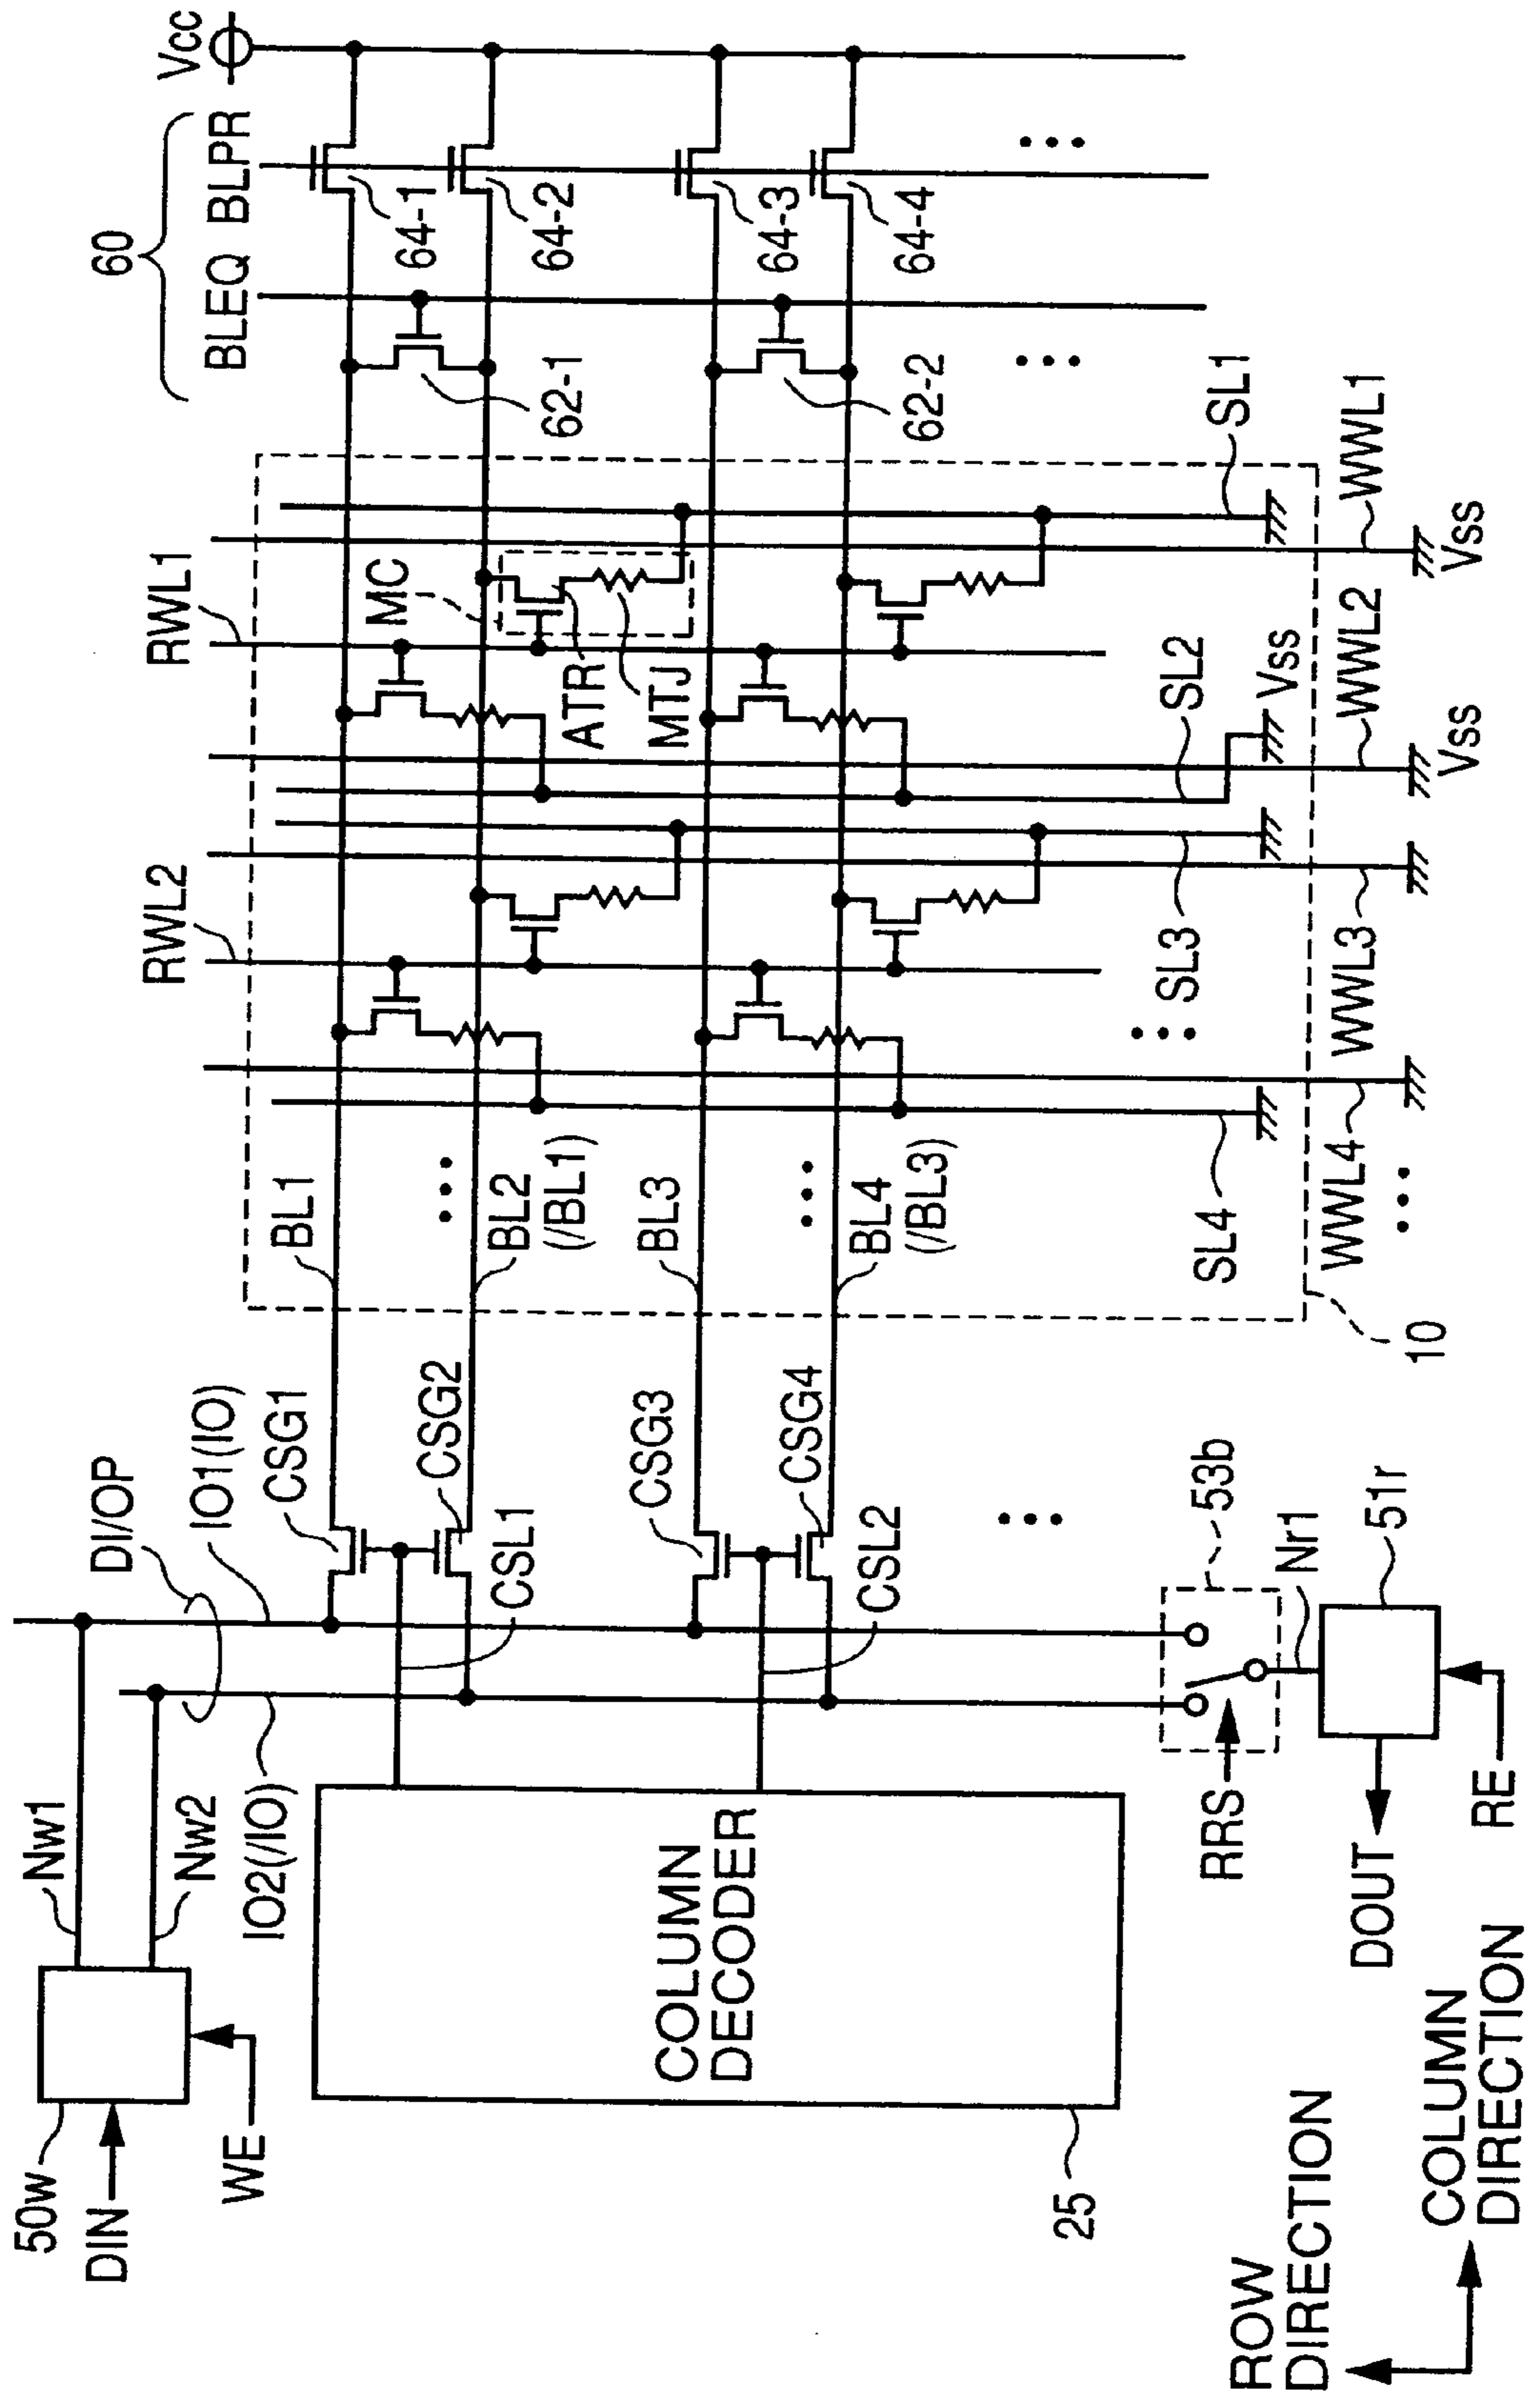 50w
DIN
WE
Nw1
Nw2
DI/OP
IO1(IO)
IO2(/IO)
COLUMN
DECODER
25
CSG1
CSG2
CSL1
CSG3
CSG4
CSL2
53b
Nr1
51r
RRS
DOUT
RE
ROW
DIRECTION
COLUMN
DIRECTION
BL1
BL2
(/BL1)
BL3
BL4
(/BL3)
10
RWL2
RWL1
MC
ATR
MTJ
SL4
SL3
SL2
SL1
WWL4
WWL3
WWL2
WWL1
Vss
Vss
Vss
60
BLEQ
BLPR
Vcc
62-1
62-2
64-1
64-2
64-3
64-4